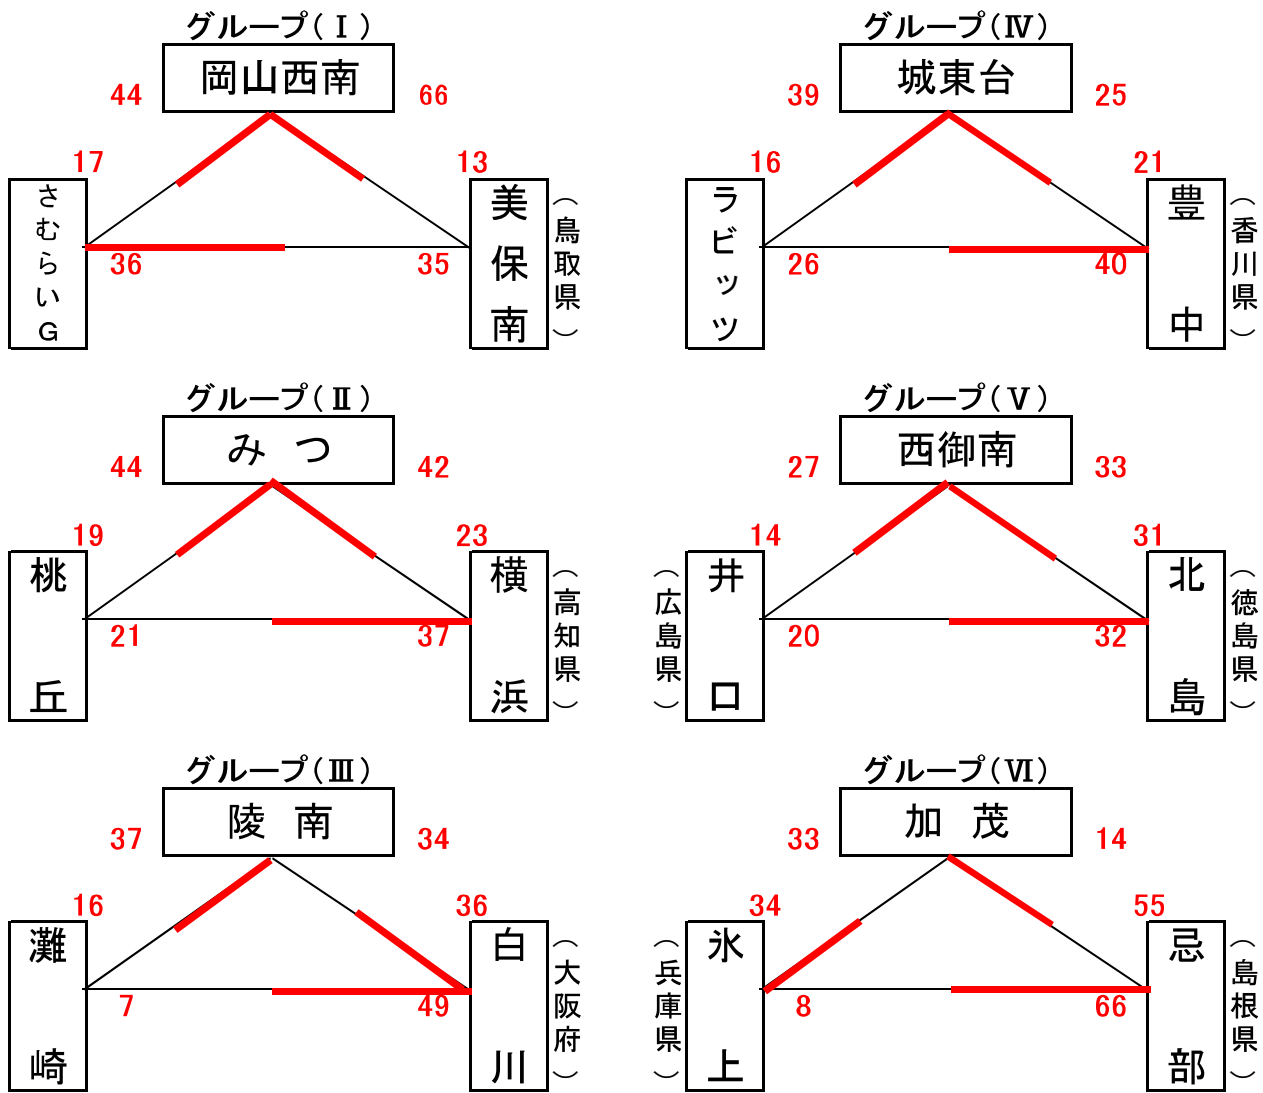 グループ(Ⅰ)
岡山西南
44
66
17
13
さむらいG
美保南
(鳥取県)
36
35
グループ(Ⅳ)
城東台
39
25
16
21
ラビッツ
豊中
(香川県)
26
40
グループ(Ⅱ)
みつ
44
42
19
23
桃丘
横浜
(高知県)
21
37
グループ(Ⅴ)
西御南
27
33
14
31
(広島県)
井口
北島
(徳島県)
20
32
グループ(Ⅲ)
陵南
37
34
16
36
灘崎
白川
(大阪府)
7
49
グループ(Ⅵ)
加茂
33
14
34
55
(兵庫県)
氷上
忌部
(島根県)
8
66